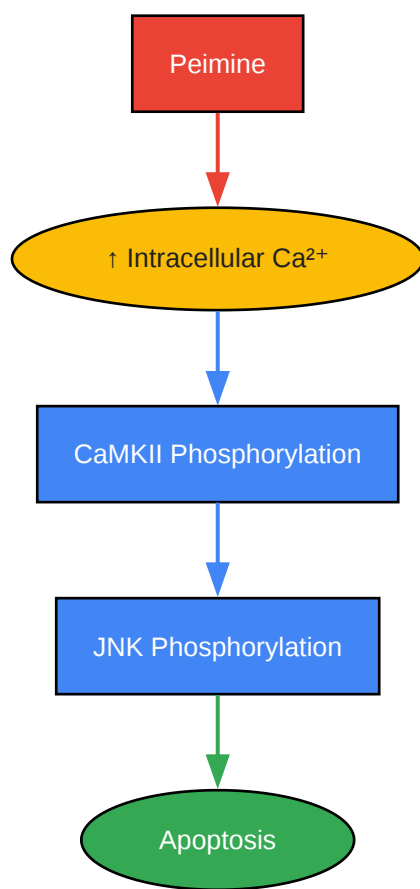 Peimine
↑ Intracellular Ca²⁺
CaMKII Phosphorylation
JNK Phosphorylation
Apoptosis